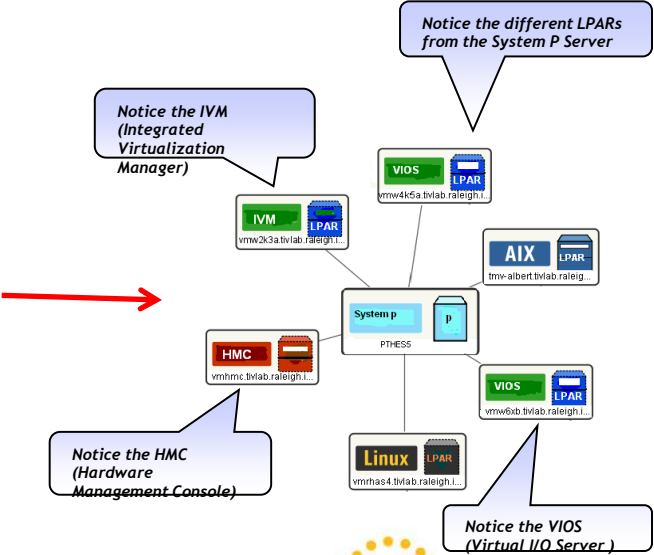 Notice the different LPARs
from the System P Server
Notice the IVM
(Integrated
Virtualization
Manager)
VIOS
LPAR
vmw4k5a.tivlab.raleigh.i...
IVM
LPAR
vmw2k3a.tivlab.raleigh.i...
AIX
LPAR
tmv-albert.tivlab.raleig...
System p
p
PTHES5
HMC
vmhmc.tivlab.raleigh.i...
VIOS
LPAR
vmw6xb.tivlab.raleigh.i...
Linux
LPAR
vmrhas4.tivlab.raleigh.i...
Notice the HMC
(Hardware
Management Console)
Notice the VIOS
(Virtual I/O Server )